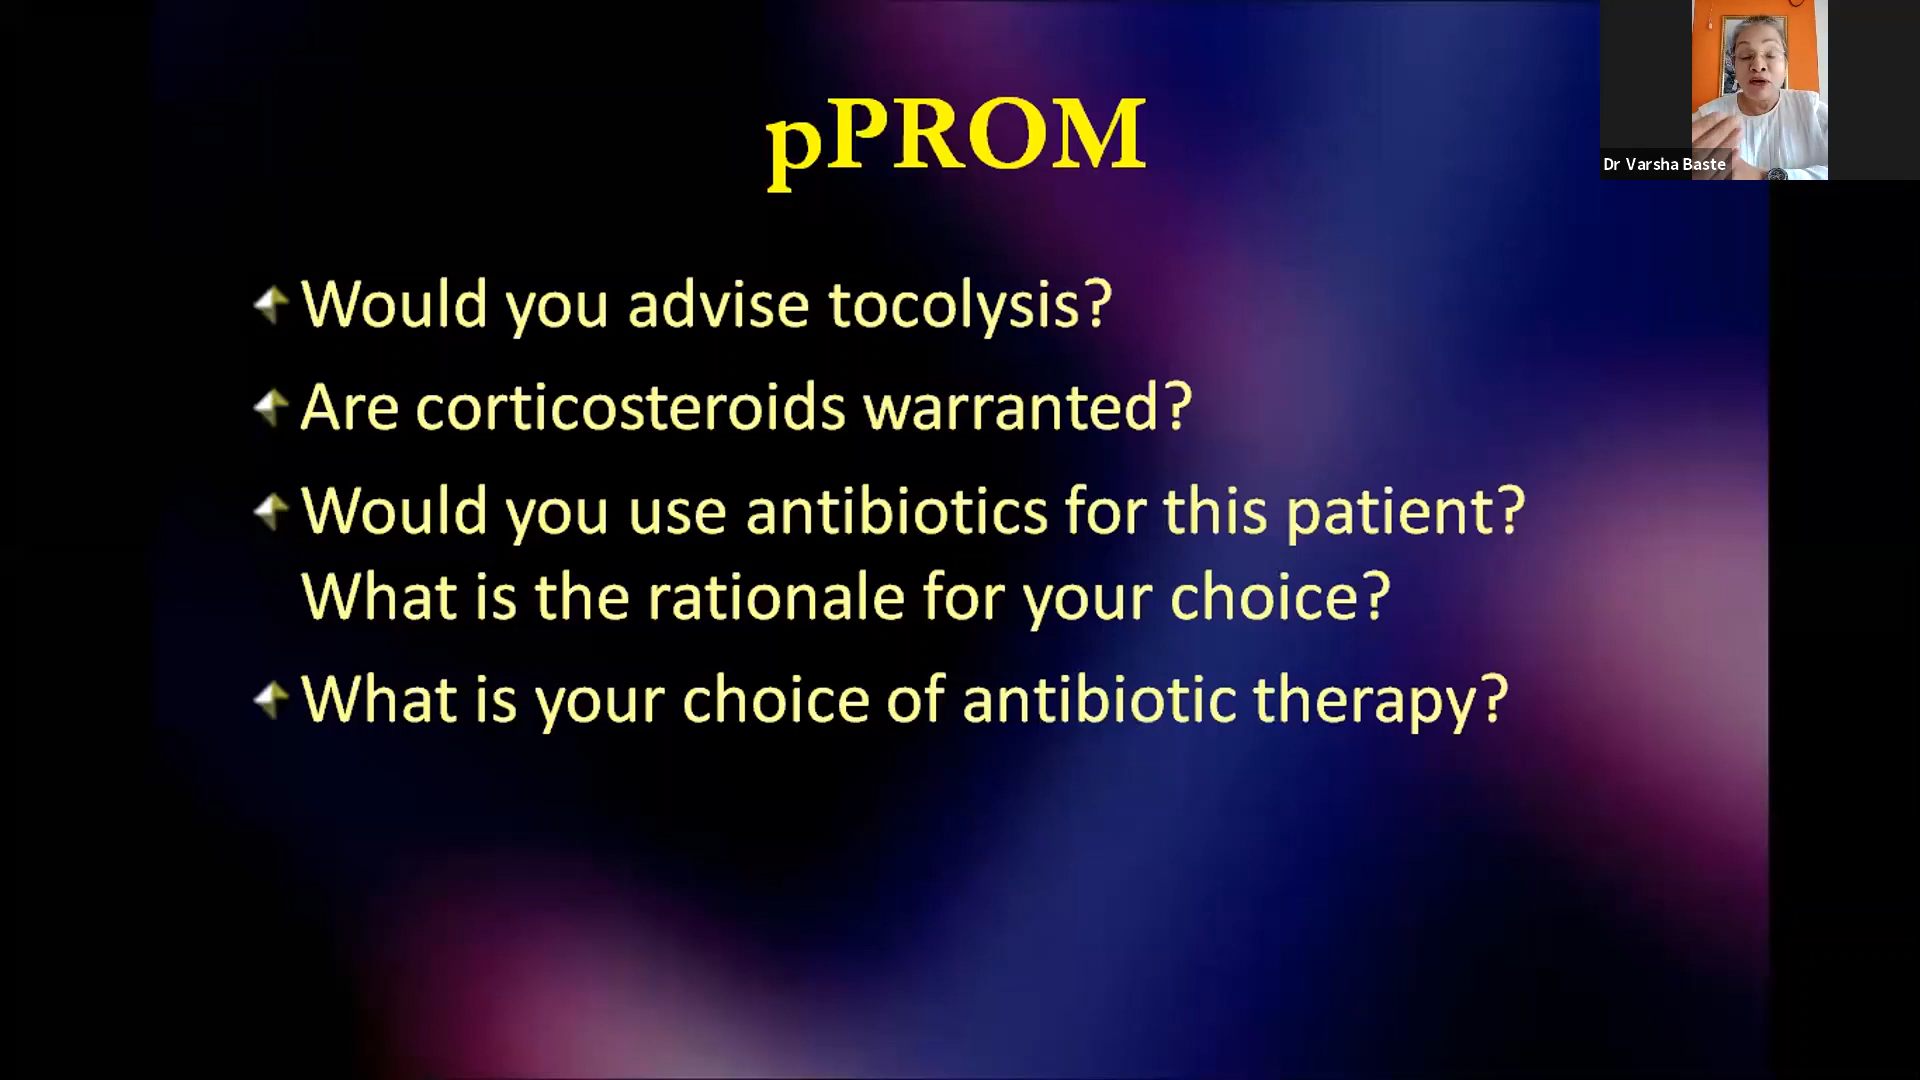 pPROM
Would you advise tocolysis?
Are corticosteroids warranted?
Would you use antibiotics for this patient?
What is the rationale for your choice?
What is your choice of antibiotic therapy?
Dr Varsha Baste